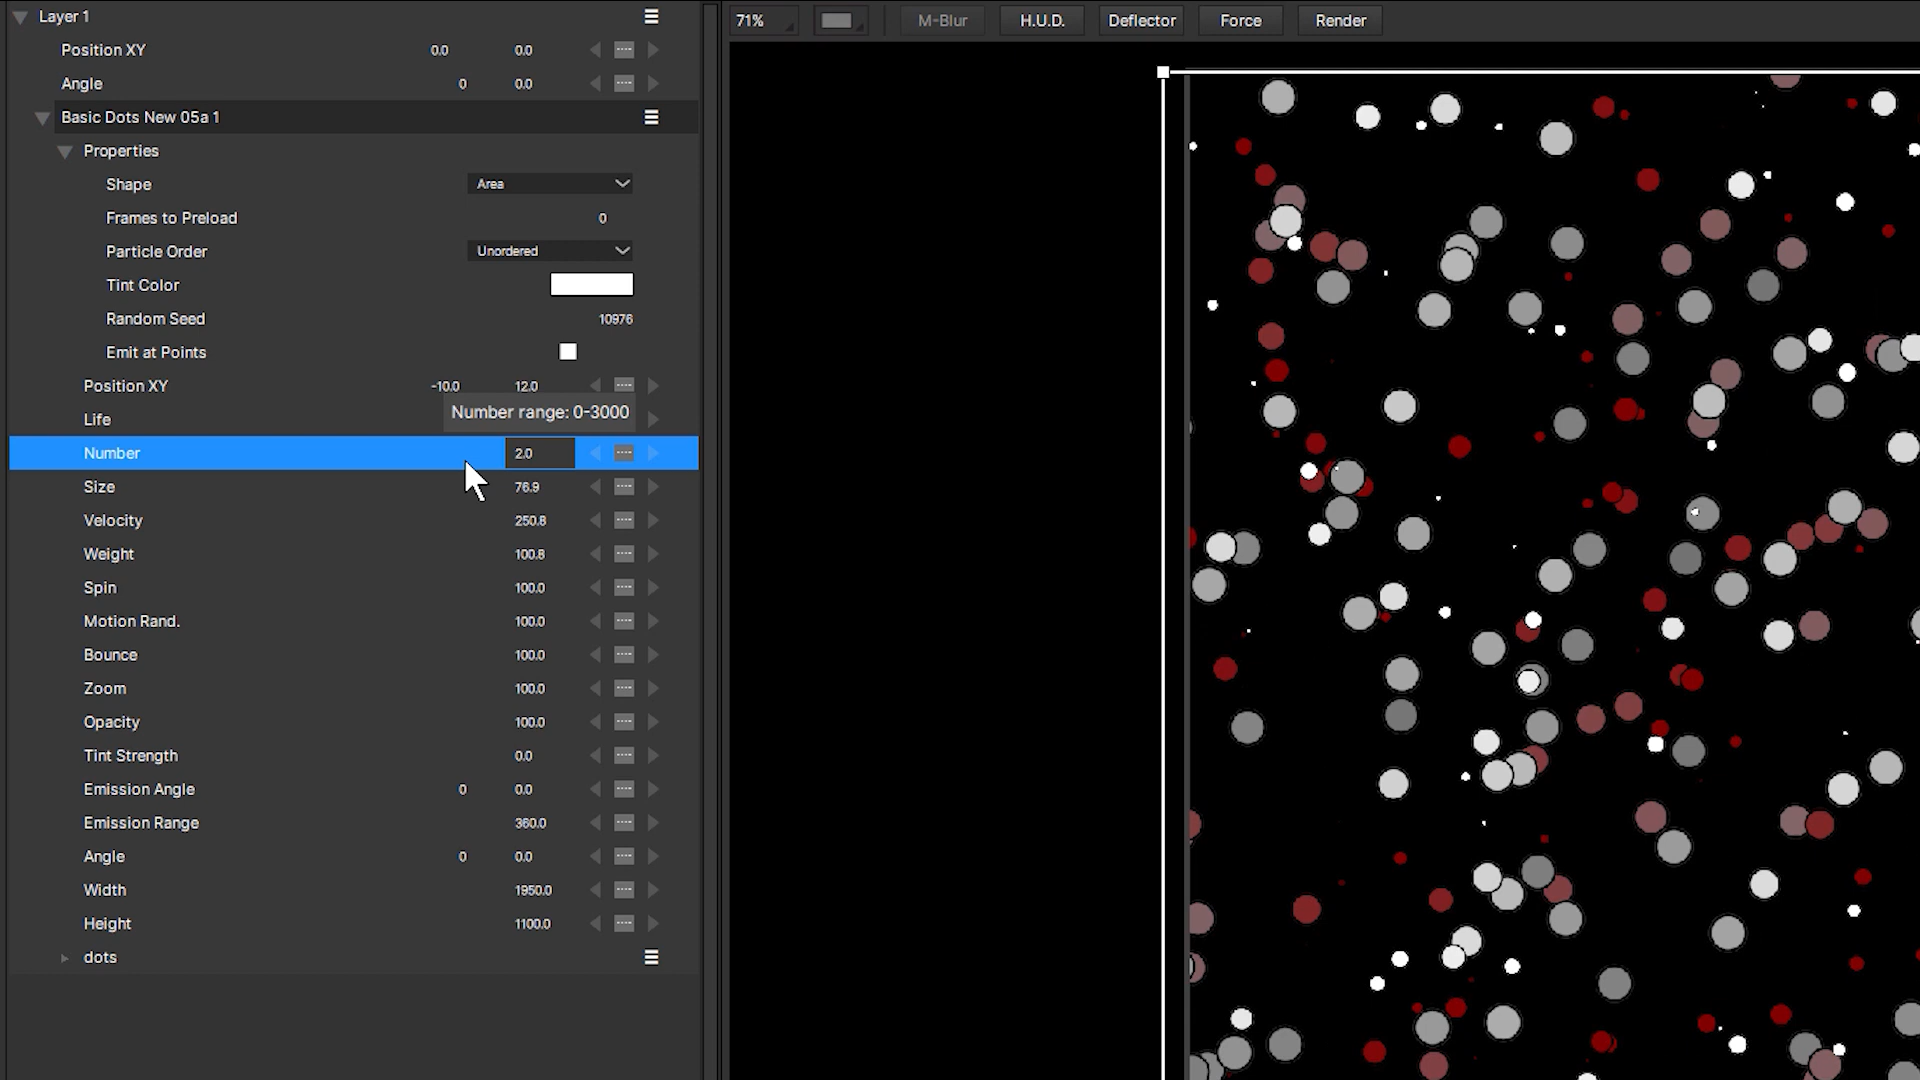 Layer 1
Position XY 0.0 0.0
Angle 0 0.0
Basic Dots New 05a 1
Properties
Shape Area
Frames to Preload 0
Particle Order Unordered
Tint Color
Random Seed 10976
Emit at Points
Position XY -10.0 12.0
Number range: 0-3000
Life
Number 2.0
Size 76.9
Velocity 250.8
Weight 100.8
Spin 100.0
Motion Rand. 100.0
Bounce 100.0
Zoom 100.0
Opacity 100.0
Tint Strength 0.0
Emission Angle 0 0.0
Emission Range 360.0
Angle 0 0.0
Width 1950.0
Height 1100.0
dots
71% M-Blur H.U.D. Deflector Force Render